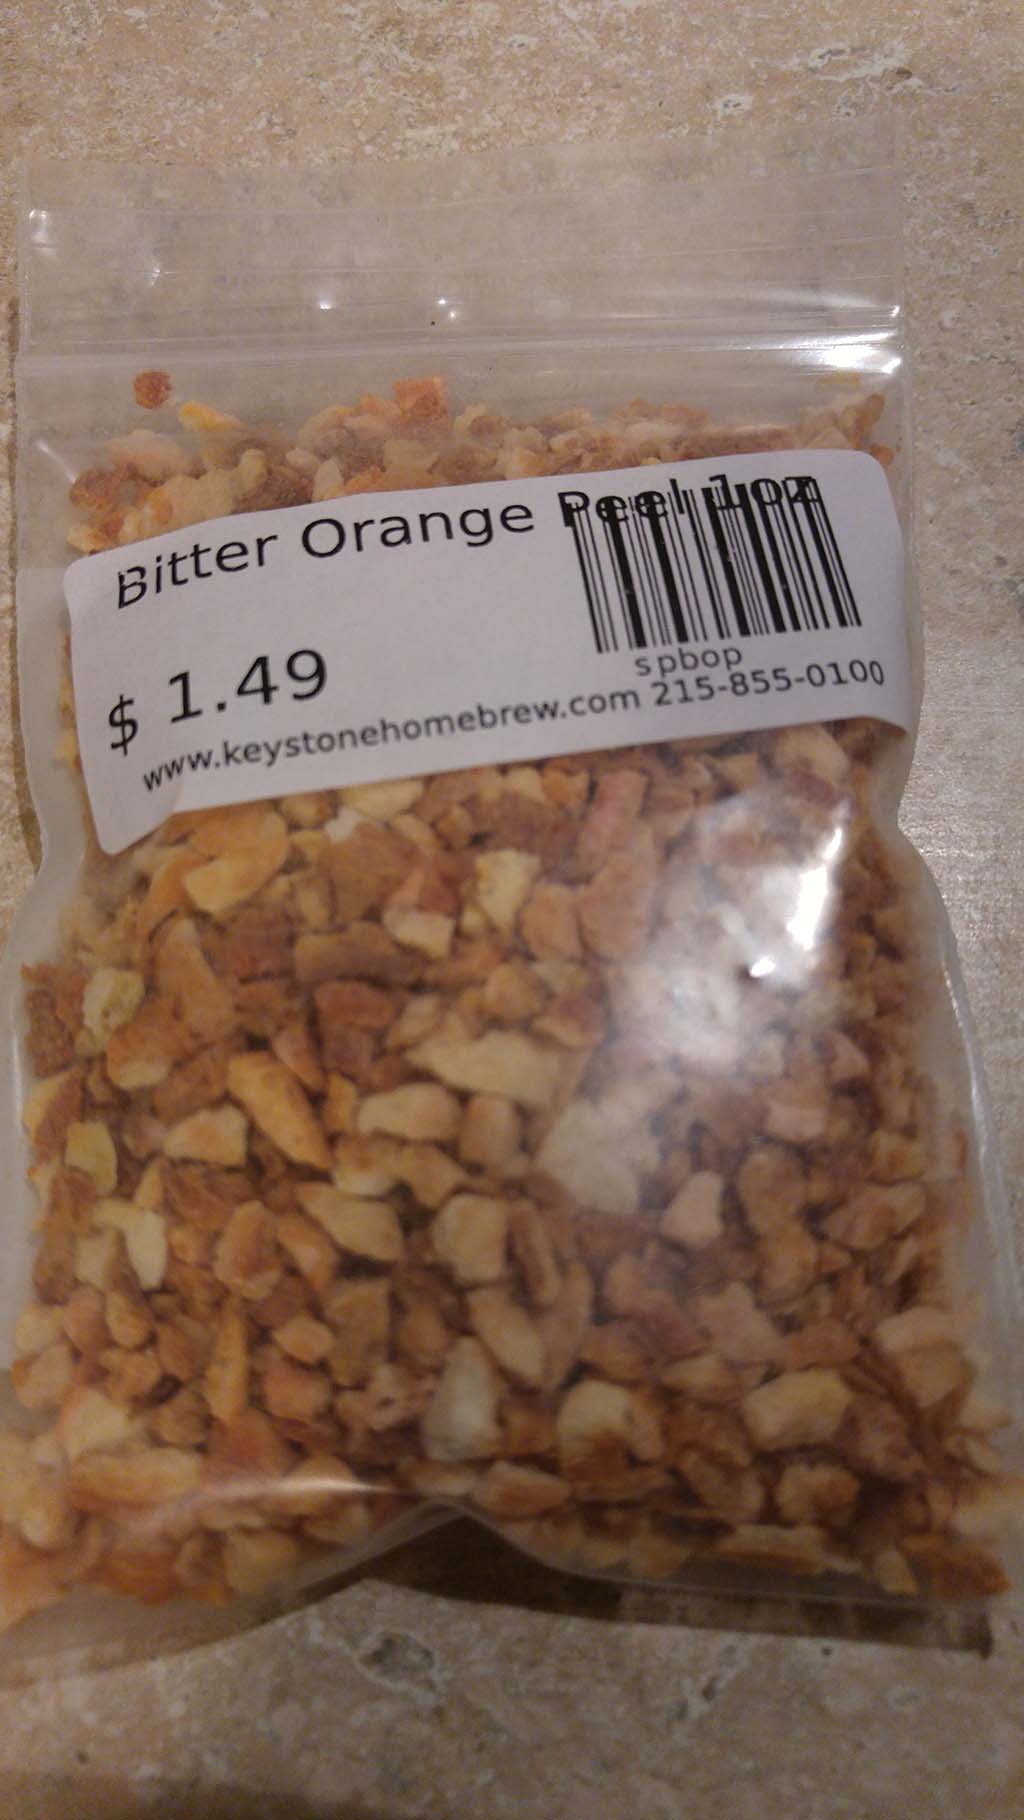 Bitter Orange Peel 1oz
$ 1.49
spbop
www.keystonehomebrew.com 215-855-0100